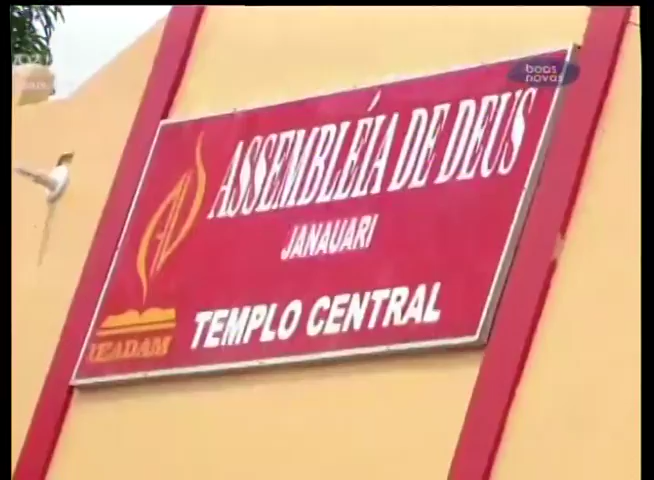 boas
novas
ASSEMBLÉIA DE DEUS
JANAUARI
TEMPLO CENTRAL
IEADAM